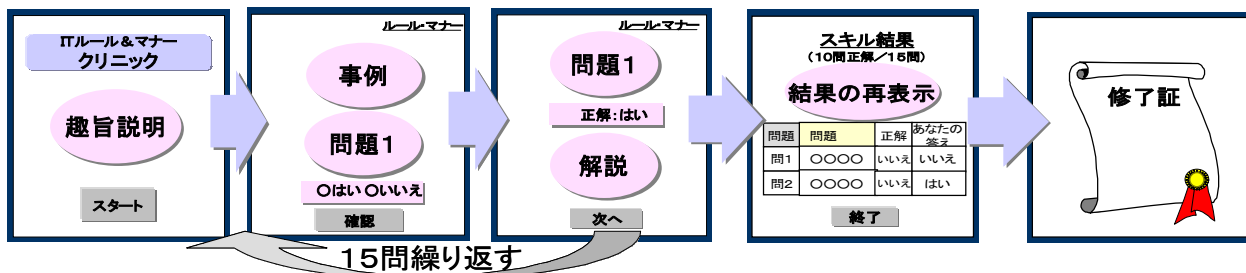 ITルール&マナー
クリニック
趣旨説明
スタート
ルール・マナー
事例
問題1
○はい○いいえ
確認
ルール・マナー
問題1
正解:はい
解説
次へ
15問繰り返す
スキル結果
(10問正解/15問)
結果の再表示
問題 問題 正解 あなたの
答え
問1 ○○○○ いいえ いいえ
問2 ○○○○ いいえ はい
終了
修了証